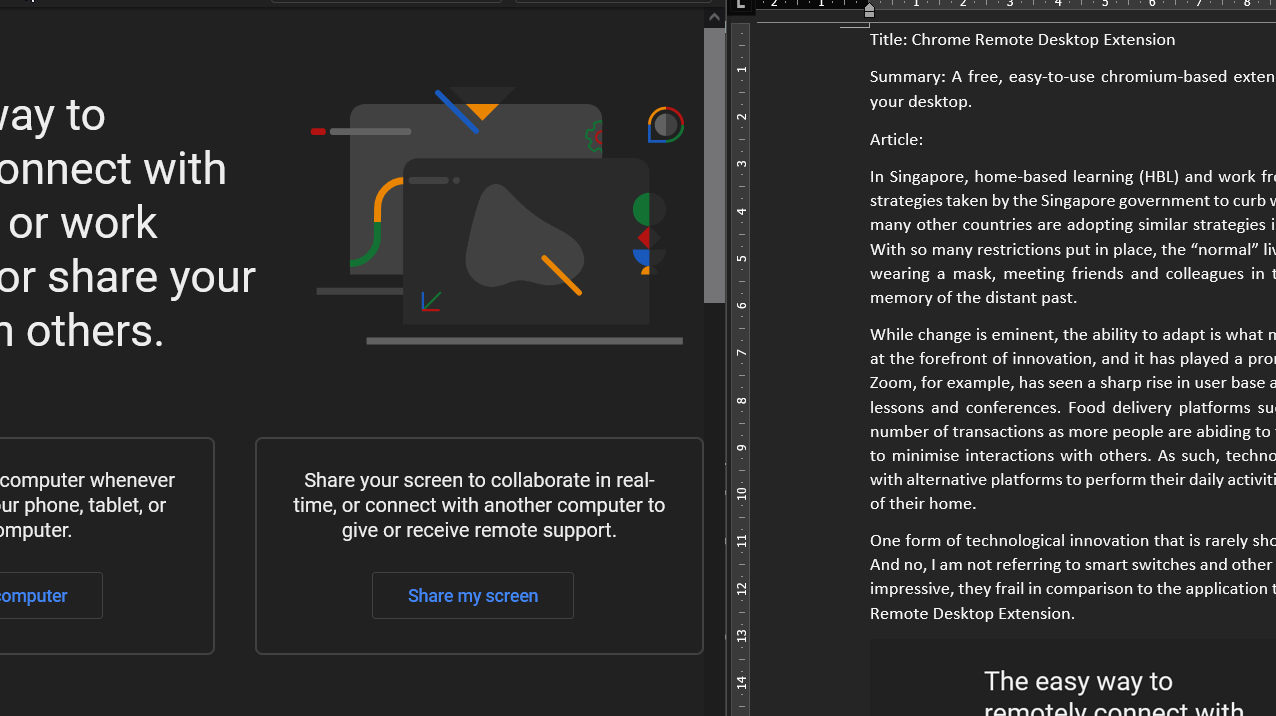 way to
onnect with
or work
or share your
n others.
computer whenever
ur phone, tablet, or
omputer.
computer
Share your screen to collaborate in real-
time, or connect with another computer to
give or receive remote support.
Share my screen
L
2 1 1 2 3 4 5 6 7 8
1
2
3
4
5
6
7
8
9
10
11
12
13
14
Title: Chrome Remote Desktop Extension
Summary: A free, easy-to-use chromium-based exten
your desktop.
Article:
In Singapore, home-based learning (HBL) and work fr
strategies taken by the Singapore government to curb
many other countries are adopting similar strategies i
With so many restrictions put in place, the “normal” li
wearing a mask, meeting friends and colleagues in t
memory of the distant past.
While change is eminent, the ability to adapt is what m
at the forefront of innovation, and it has played a pro
Zoom, for example, has seen a sharp rise in user base a
lessons and conferences. Food delivery platforms su
number of transactions as more people are abiding to
to minimise interactions with others. As such, techno
with alternative platforms to perform their daily activiti
of their home.
One form of technological innovation that is rarely sho
And no, I am not referring to smart switches and other
impressive, they frail in comparison to the application t
Remote Desktop Extension.
The easy way to
remotely connect with